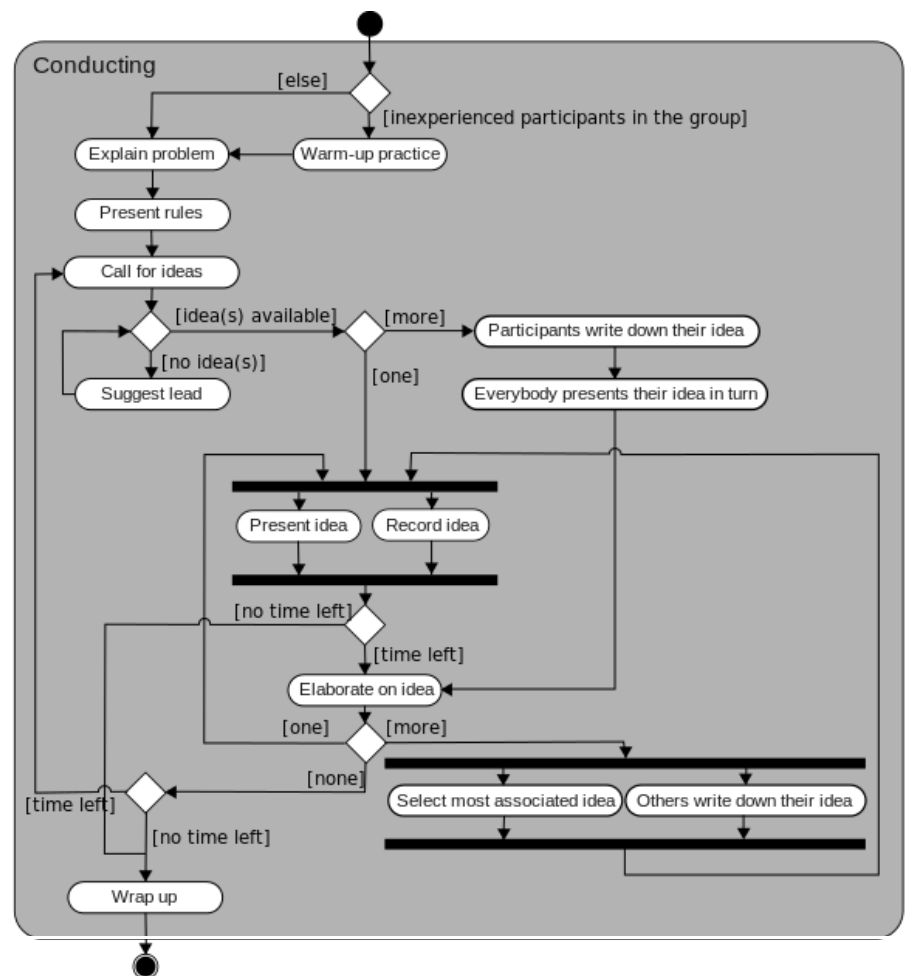 Conducting
[else]
[inexperienced participants in the group]
Explain problem
Warm-up practice
Present rules
Call for ideas
[idea(s) available]
[more]
Participants write down their idea
[no idea(s)]
[one]
Suggest lead
Everybody presents their idea in turn
Present idea
Record idea
[no time left]
[time left]
Elaborate on idea
[one]
[more]
[none]
[time left]
Select most associated idea
Others write down their idea
[no time left]
Wrap up